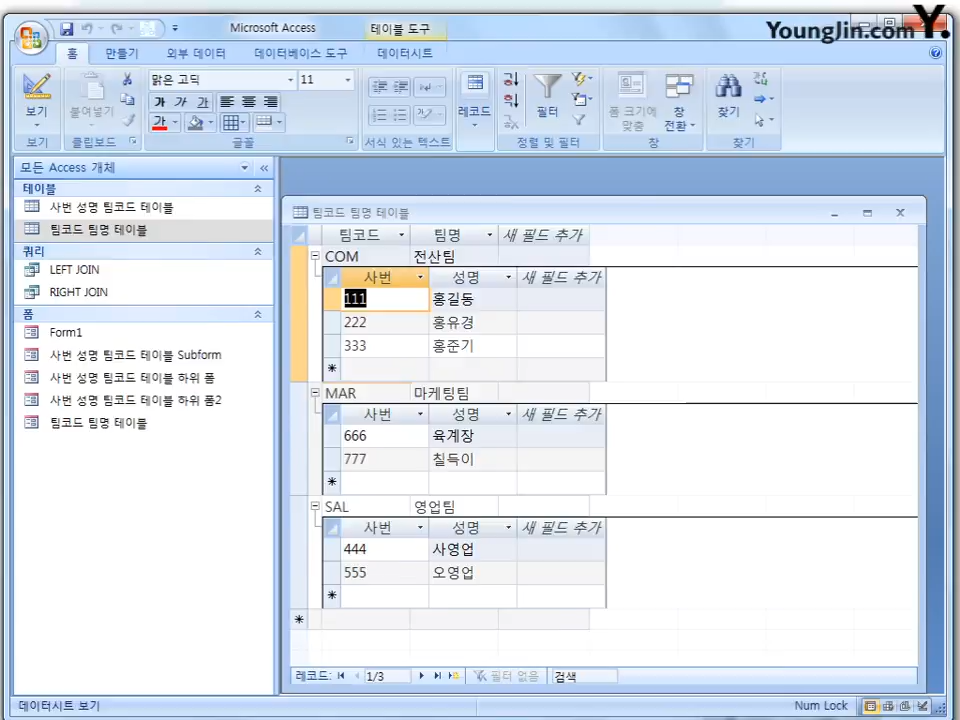 Microsoft Access
테이블 도구
YoungJin.com Y.
홈 만들기 외부 데이터 데이터베이스 도구 데이터시트
맑은 고딕 11
가 가 가
가
보기 붙여넣기 레코드 필터 폼 크기에 맞춤 창 전환 찾기
보기 클립보드 글꼴 서식 있는 텍스트 정렬 및 필터 창 찾기
모든 Access 개체
테이블
사번 성명 팀코드 테이블
팀코드 팀명 테이블
쿼리
LEFT JOIN
RIGHT JOIN
폼
Form1
사번 성명 팀코드 테이블 Subform
사번 성명 팀코드 테이블 하위 폼
사번 성명 팀코드 테이블 하위 폼2
팀코드 팀명 테이블
팀코드 팀명 테이블
팀코드 팀명 새 필드 추가
COM 전산팀
사번 성명 새 필드 추가
111 홍길동
222 홍유경
333 홍준기
*
MAR 마케팅팀
사번 성명 새 필드 추가
666 육계장
777 칠득이
*
SAL 영업팀
사번 성명 새 필드 추가
444 사영업
555 오영업
*
*
레코드: 1/3 필터 없음 검색
데이터시트 보기
Num Lock